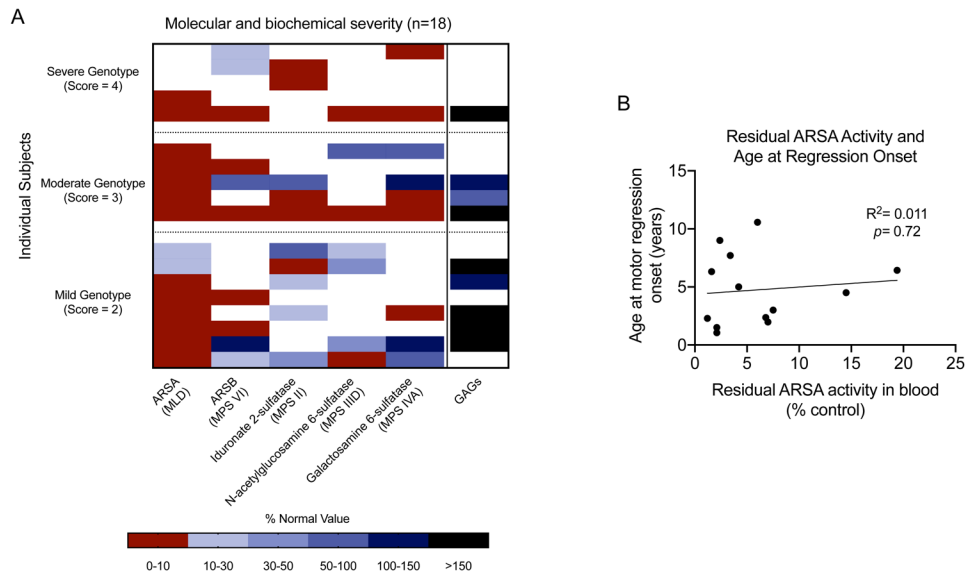 A
Molecular and biochemical severity (n=18)
Individual Subjects
Severe Genotype
(Score = 4)
Moderate Genotype
(Score = 3)
Mild Genotype
(Score = 2)
ARSA
(MLD)
ARSB
(MPS VI)
Iduronate 2-sulfatase
(MPS II)
N-acetylglucosamine 6-sulfatase
(MPS IIID)
Galactosamine 6-sulfatase
(MPS IVA)
GAGs
% Normal Value
0-10 10-30 30-50 50-100 100-150 >150
B
Residual ARSA Activity and
Age at Regression Onset
Age at motor regression
onset (years)
15
10
5
0
R2= 0.011
p= 0.72
0 5 10 15 20 25
Residual ARSA activity in blood
(% control)